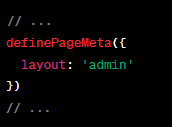 // ...
definePageMeta({
  layout: 'admin'
})
// ...